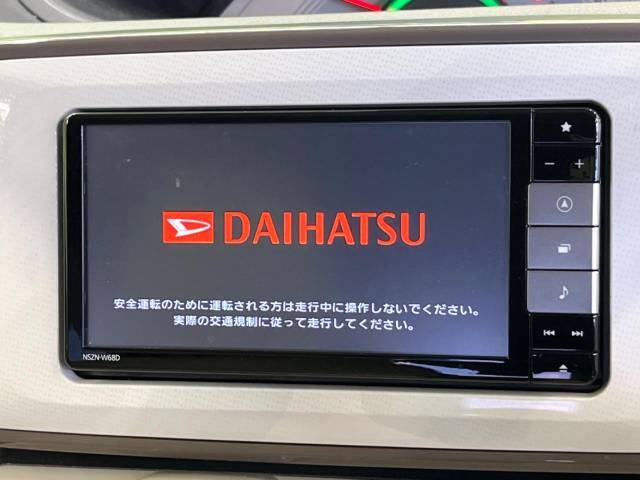 DAIHATSU
安全運転のために運転される方は走行中に操作しないでください。
実際の交通規制に従って走行してください。
NSZN-W68D